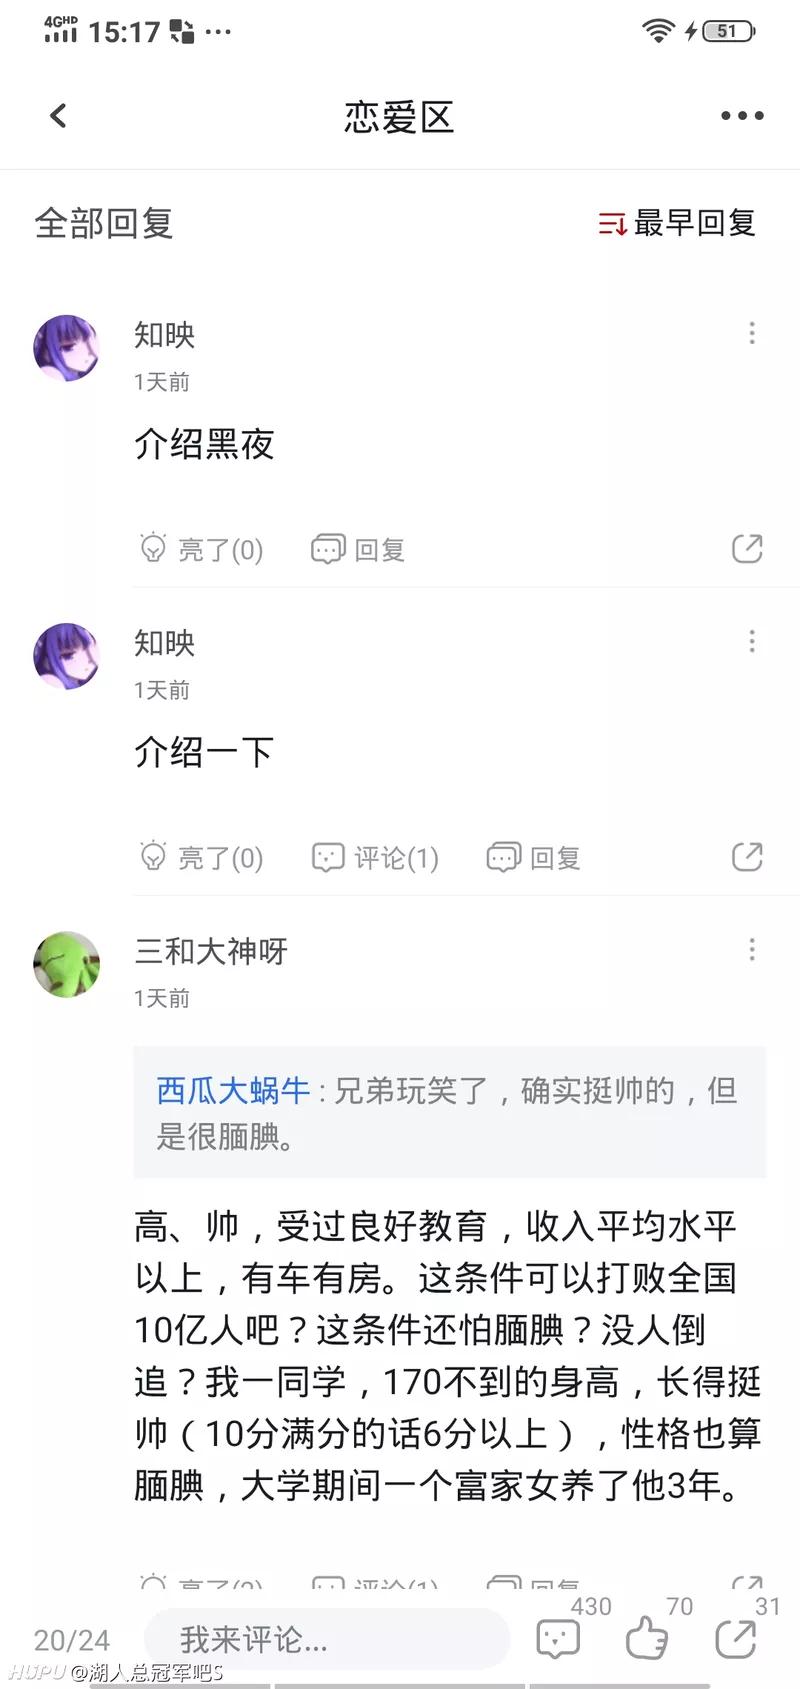 4GHD 15:17 ... 51
恋爱区
全部回复 最早回复
知映
1天前
介绍黑夜
亮了(0) 回复
知映
1天前
介绍一下
亮了(0) 评论(1) 回复
三和大神呀
1天前
西瓜大蜗牛 : 兄弟玩笑了，确实挺帅的，但
是很腼腆。
高、帅，受过良好教育，收入平均水平
以上，有车有房。这条件可以打败全国
10亿人吧？这条件还怕腼腆？没人倒
追？我一同学，170不到的身高，长得挺
帅（10分满分的话6分以上），性格也算
腼腆，大学期间一个富家女养了他3年。
评论(1) 回复
430 70 31
20/24 我来评论...
HUPU @湖人总冠军吧S